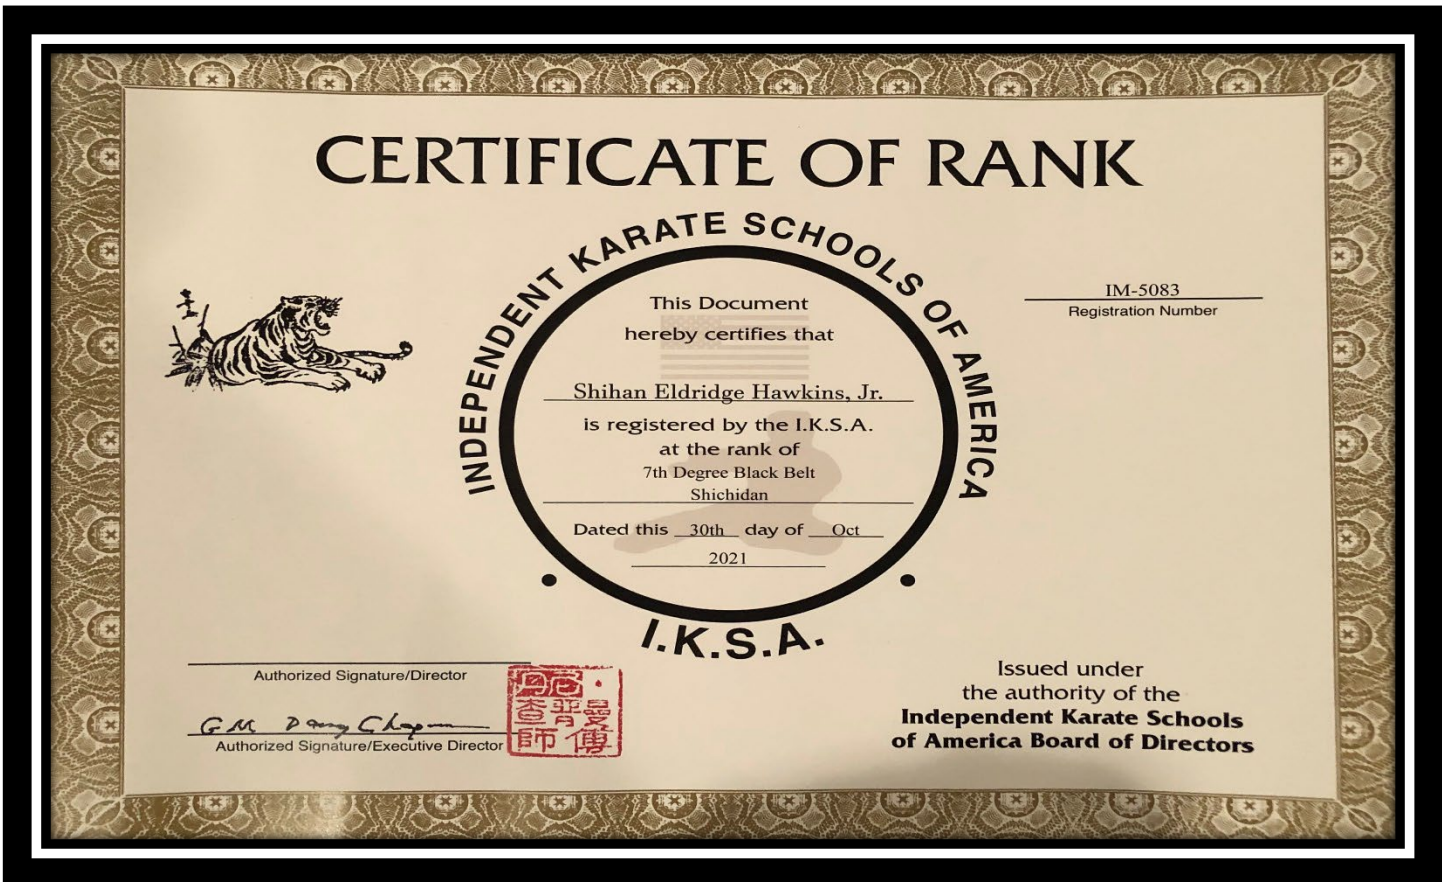 CERTIFICATE OF RANK
INDEPENDENT KARATE SCHOOLS OF AMERICA
IM-5083
Registration Number
This Document
hereby certifies that
Shihan Eldridge Hawkins, Jr.
is registered by the I.K.S.A.
at the rank of
7th Degree Black Belt
Shichidan
Dated this 30th day of Oct
2021
I.K.S.A.
Authorized Signature/Director
GM Danny
Authorized Signature/Executive Director
Issued under
the authority of the
Independent Karate Schools
of America Board of Directors